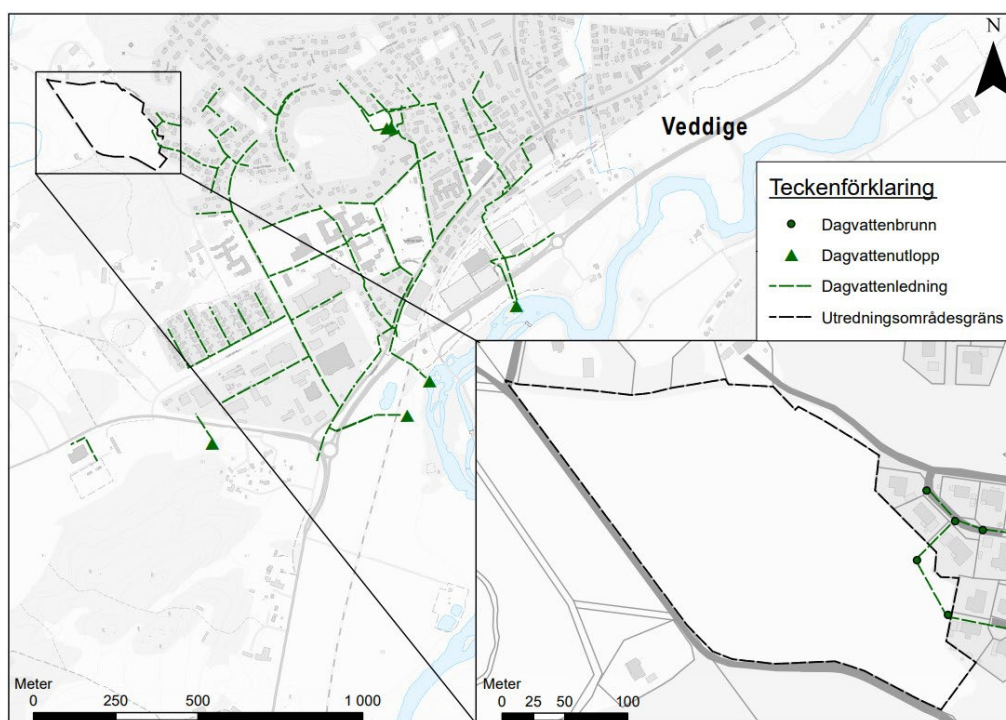 N
Veddige
Teckenförklaring
Dagvattenbrunn
Dagvattenutlopp
Dagvattenledning
Utredningsområdesgräns
Meter
0 250 500 1 000
Meter
0 25 50 100